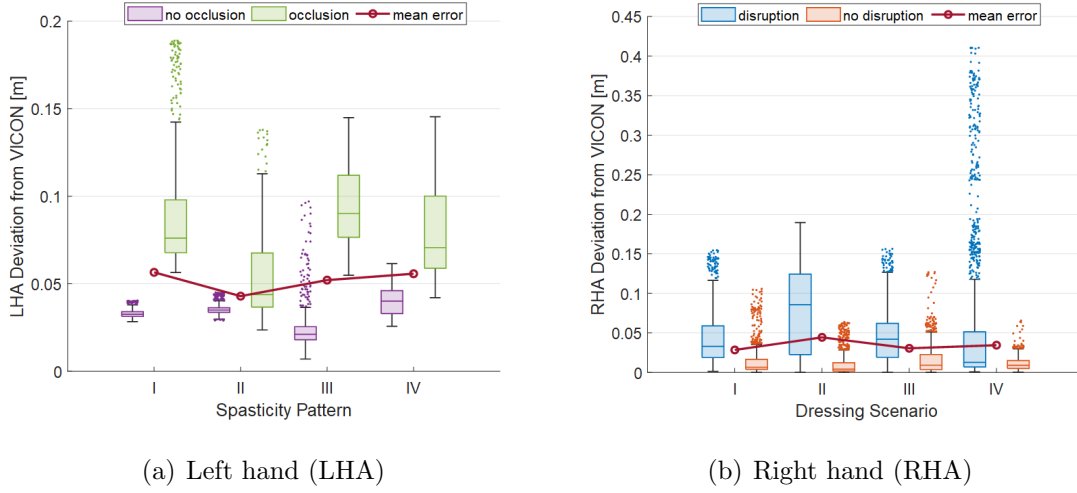 no occlusion occlusion mean error
LHA Deviation from VICON [m]
0.2
0.15
0.1
0.05
0
I II III IV
Spasticity Pattern
(a) Left hand (LHA)
disruption no disruption mean error
RHA Deviation from VICON [m]
0.45
0.4
0.35
0.3
0.25
0.2
0.15
0.1
0.05
0
I II III IV
Dressing Scenario
(b) Right hand (RHA)